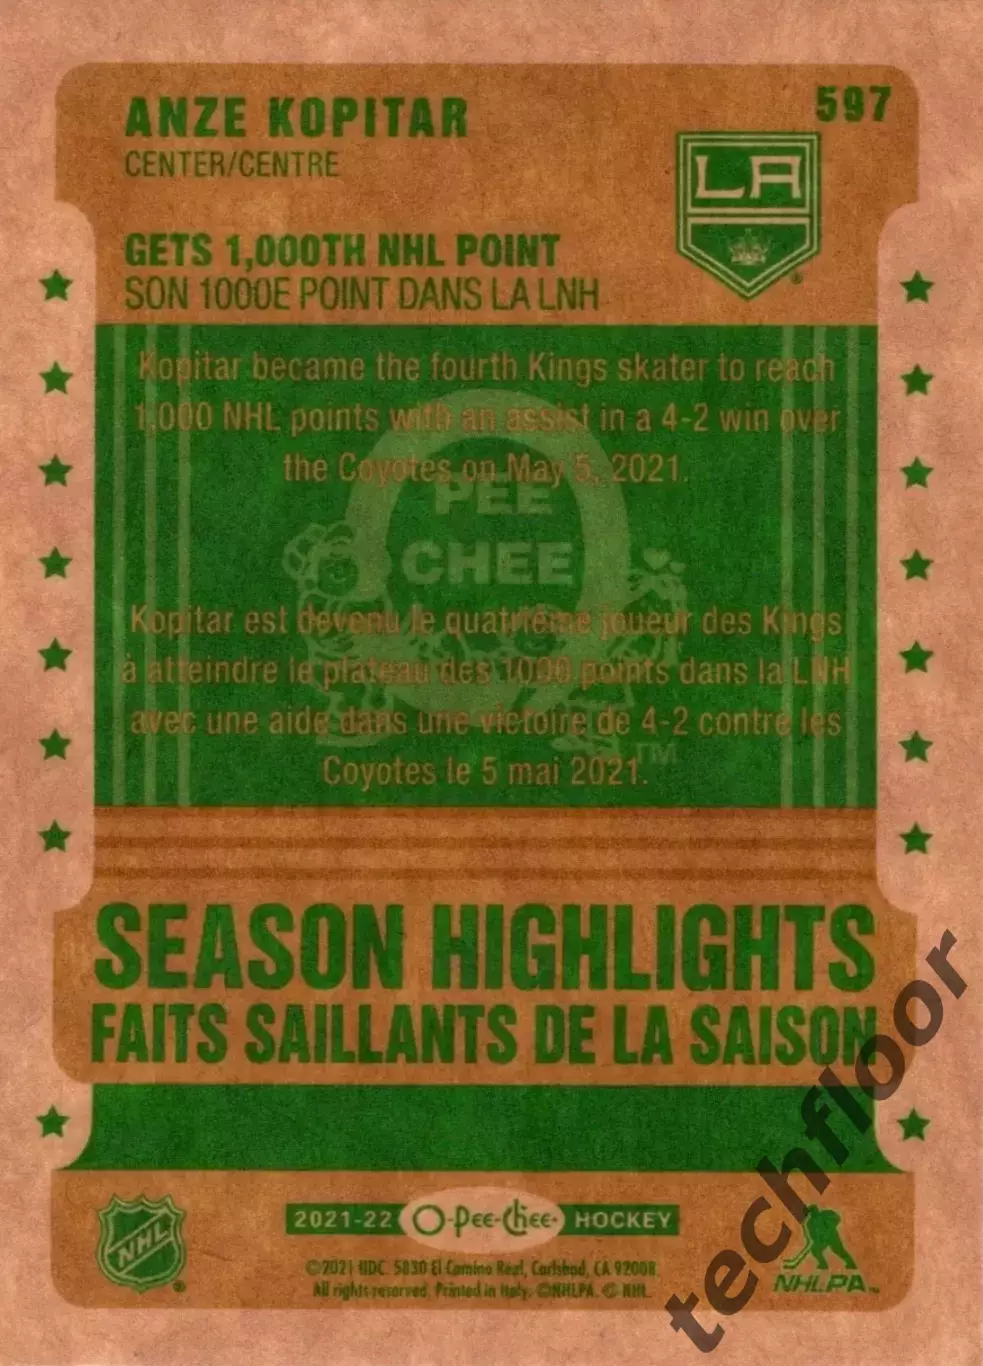 597
ANZE KOPITAR
CENTER/CENTRE
LA
®
GETS 1,000TH NHL POINT
SON 1000E POINT DANS LA LNH
Kopitar became the fourth Kings skater to reach
1,000 NHL points with an assist in a 4-2 win over
the Coyotes on May 5, 2021.
PEE
CHEE
Kopitar est devenu le quatrième joueur des Kings
à atteindre le plateau des 1000 points dans la LNH
avec une aide dans une victoire de 4-2 contre les
Coyotes le 5 mai 2021.
TM
SEASON HIGHLIGHTS
FAITS SAILLANTS DE LA SAISON
techfloor
NHL
®
2021-22 O-Pee-Chee HOCKEY
©2021 UDC. 5830 El Camino Real, Carlsbad, CA 92008.
All rights reserved. Printed in Italy. ©NHLPA. © NHL.
NHLPA